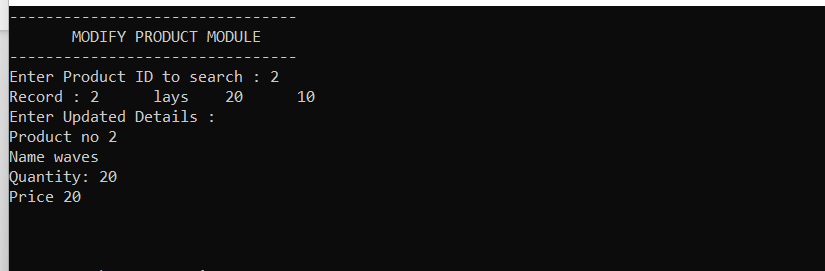 --------------------------------
MODIFY PRODUCT MODULE
--------------------------------
Enter Product ID to search : 2
Record : 2 lays 20 10
Enter Updated Details :
Product no 2
Name waves
Quantity: 20
Price 20